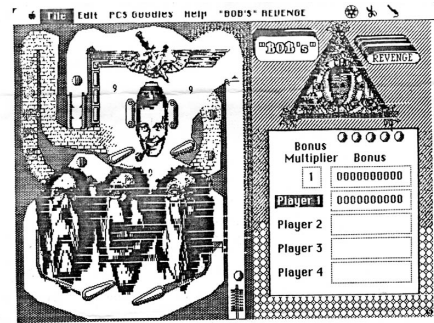 File Edit PCS Goodies Help "BOB'S" REVENGE
"BOB's"
REVENGE
9 9
Bonus
Multiplier Bonus
1 0000000000
Player 1 0000000000
Player 2
Player 3
Player 4